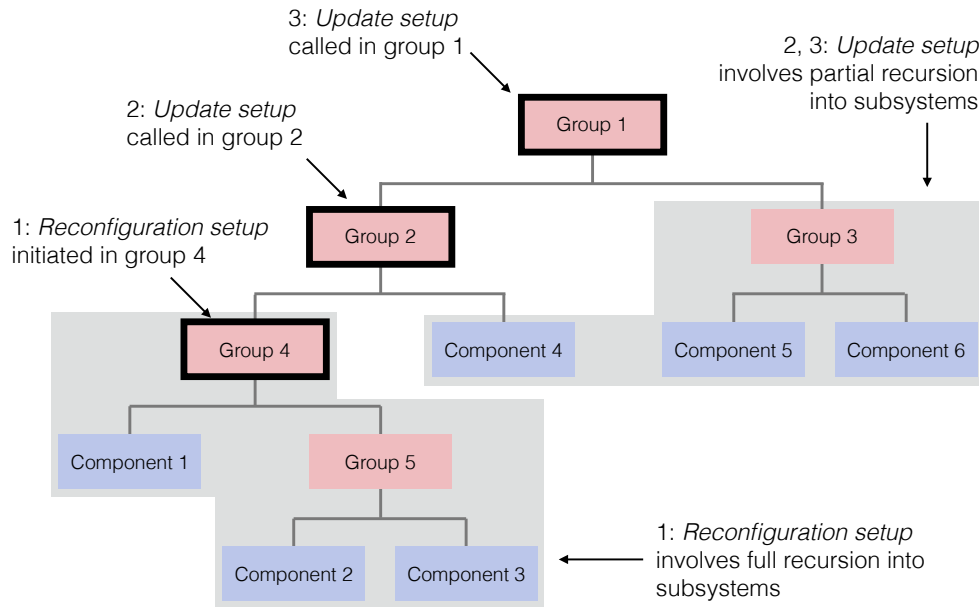 3: Update setup
called in group 1
2, 3: Update setup
involves partial recursion
into subsystems
2: Update setup
called in group 2
Group 1
1: Reconfiguration setup
initiated in group 4
Group 2
Group 3
Group 4
Component 4
Component 5
Component 6
Component 1
Group 5
Component 2
Component 3
1: Reconfiguration setup
involves full recursion into
subsystems